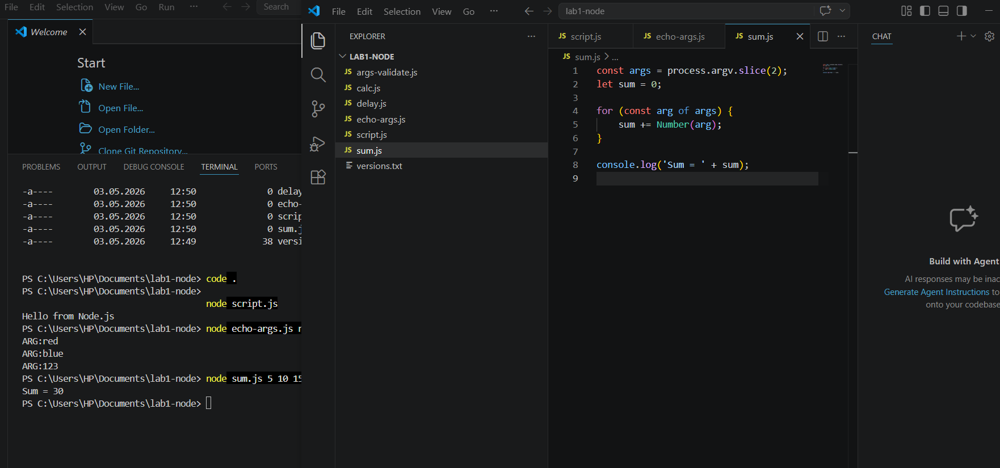 File Edit Selection View Go Run ··· Search
Welcome
Start
New File...
Open File...
Open Folder...
Clone Git Repository...
PROBLEMS OUTPUT DEBUG CONSOLE TERMINAL PORTS
-a---- 03.05.2026 12:50 0 delay
-a---- 03.05.2026 12:50 0 echo-
-a---- 03.05.2026 12:50 0 scrip
-a---- 03.05.2026 12:50 0 sum.j
-a---- 03.05.2026 12:49 38 versi
PS C:\Users\HP\Documents\lab1-node> code .
PS C:\Users\HP\Documents\lab1-node>
node script.js
Hello from Node.js
PS C:\Users\HP\Documents\lab1-node> node echo-args.js r
ARG:red
ARG:blue
ARG:123
PS C:\Users\HP\Documents\lab1-node> node sum.js 5 10 15
Sum = 30
PS C:\Users\HP\Documents\lab1-node>
File Edit Selection View Go ··· lab1-node
EXPLORER ···
LAB1-NODE
JS args-validate.js
JS calc.js
JS delay.js
JS echo-args.js
JS script.js
JS sum.js
versions.txt
JS script.js JS echo-args.js JS sum.js ···
JS sum.js > ...
1 const args = process.argv.slice(2);
2 let sum = 0;
3
4 for (const arg of args) {
5 sum += Number(arg);
6 }
7
8 console.log('Sum = ' + sum);
9
CHAT
Build with Agent
AI responses may be inac
Generate Agent Instructions to
onto your codebase